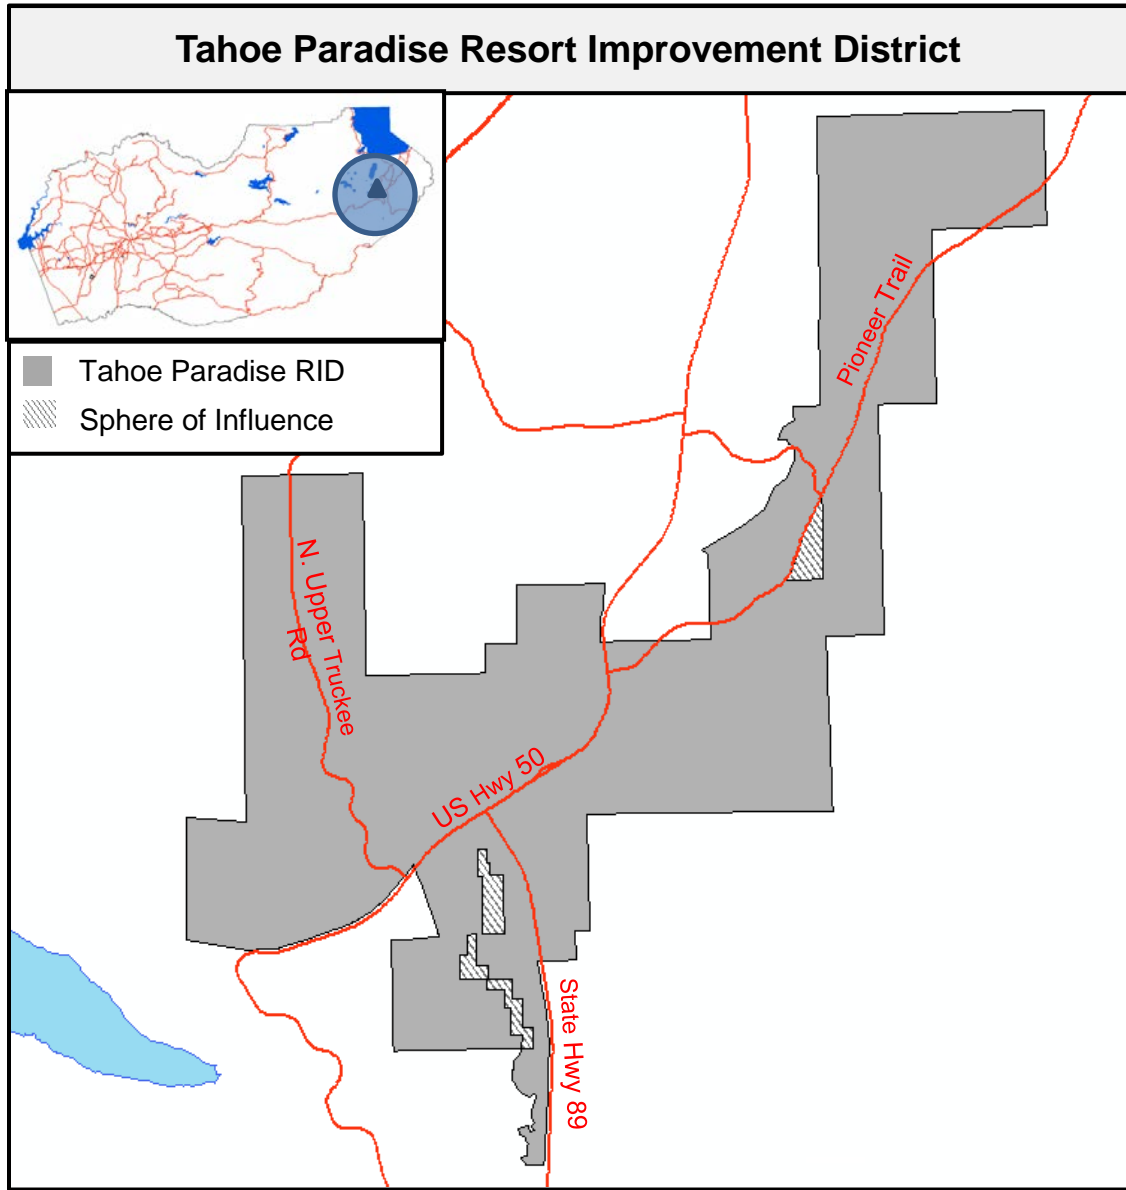 Tahoe Paradise Resort Improvement District
Tahoe Paradise RID
Sphere of Influence
Pioneer Trail
N. Upper Truckee
Rd
US Hwy 50
State Hwy 89